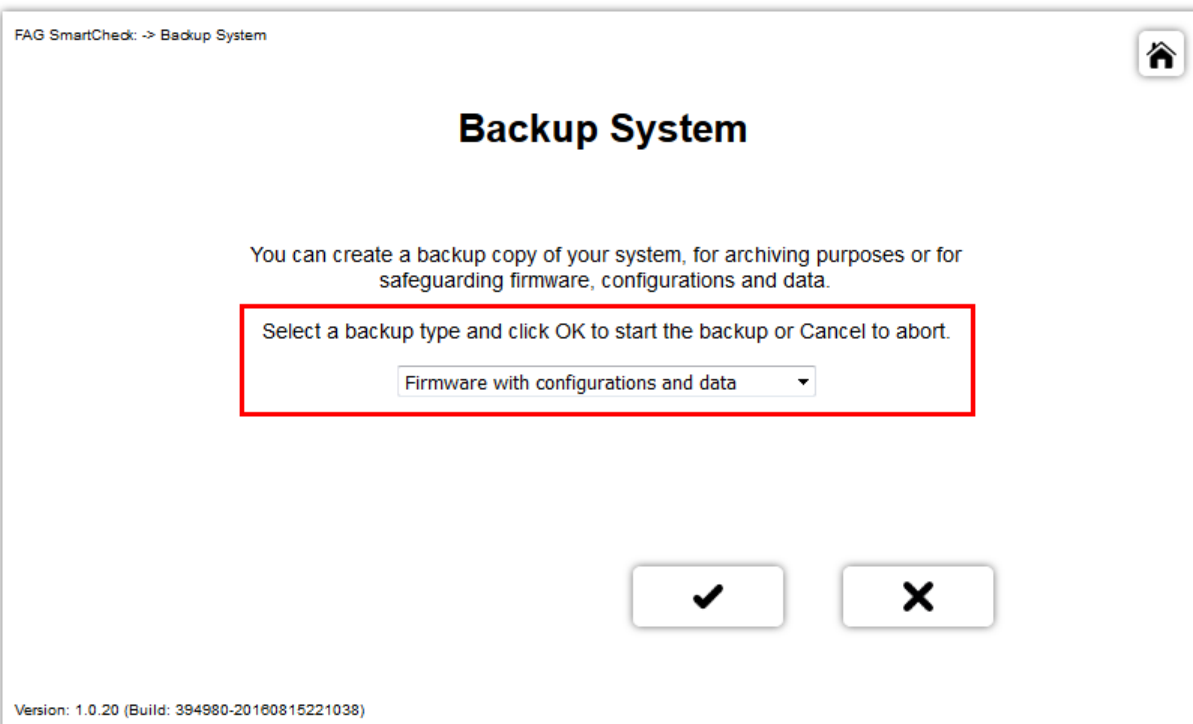 FAG SmartCheck: -> Backup System
Backup System
You can create a backup copy of your system, for archiving purposes or for
safeguarding firmware, configurations and data.
Select a backup type and click OK to start the backup or Cancel to abort.
Firmware with configurations and data
Version: 1.0.20 (Build: 394980-20160815221038)